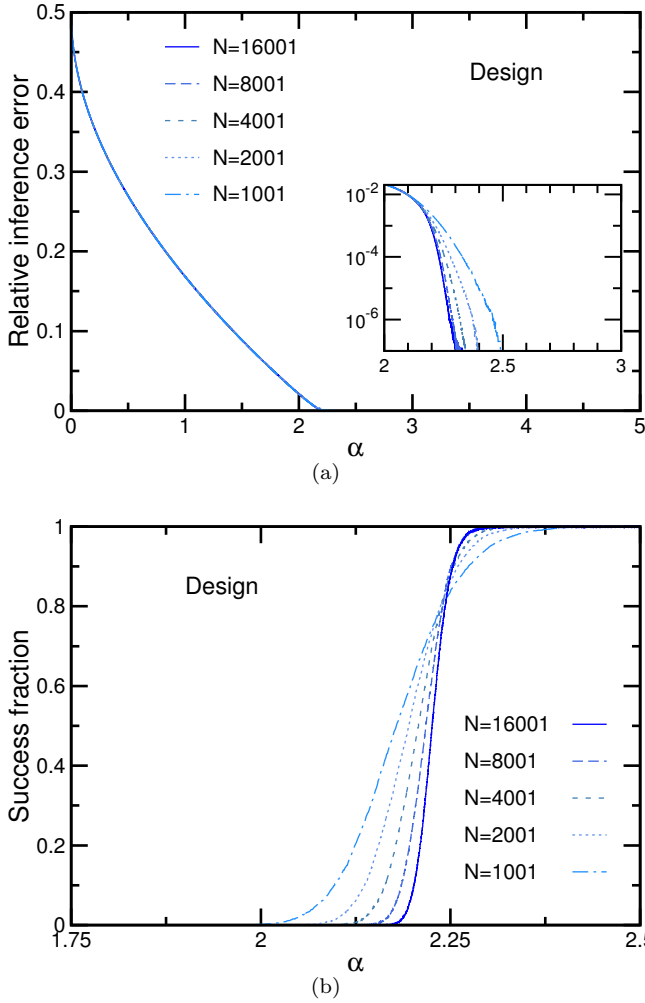 0.5
N=16001
Design
0.4
N=8001
N=4001
0.3
N=2001
N=1001
10^-2
0.2
10^-4
0.1
10^-6
2 2.5 3
0
0 1 2 3 4 5
Relative inference error
α
(a)
1
Design
0.8
0.6
N=16001
0.4
N=8001
N=4001
0.2
N=2001
N=1001
0
1.75 2 2.25 2.5
Success fraction
α
(b)